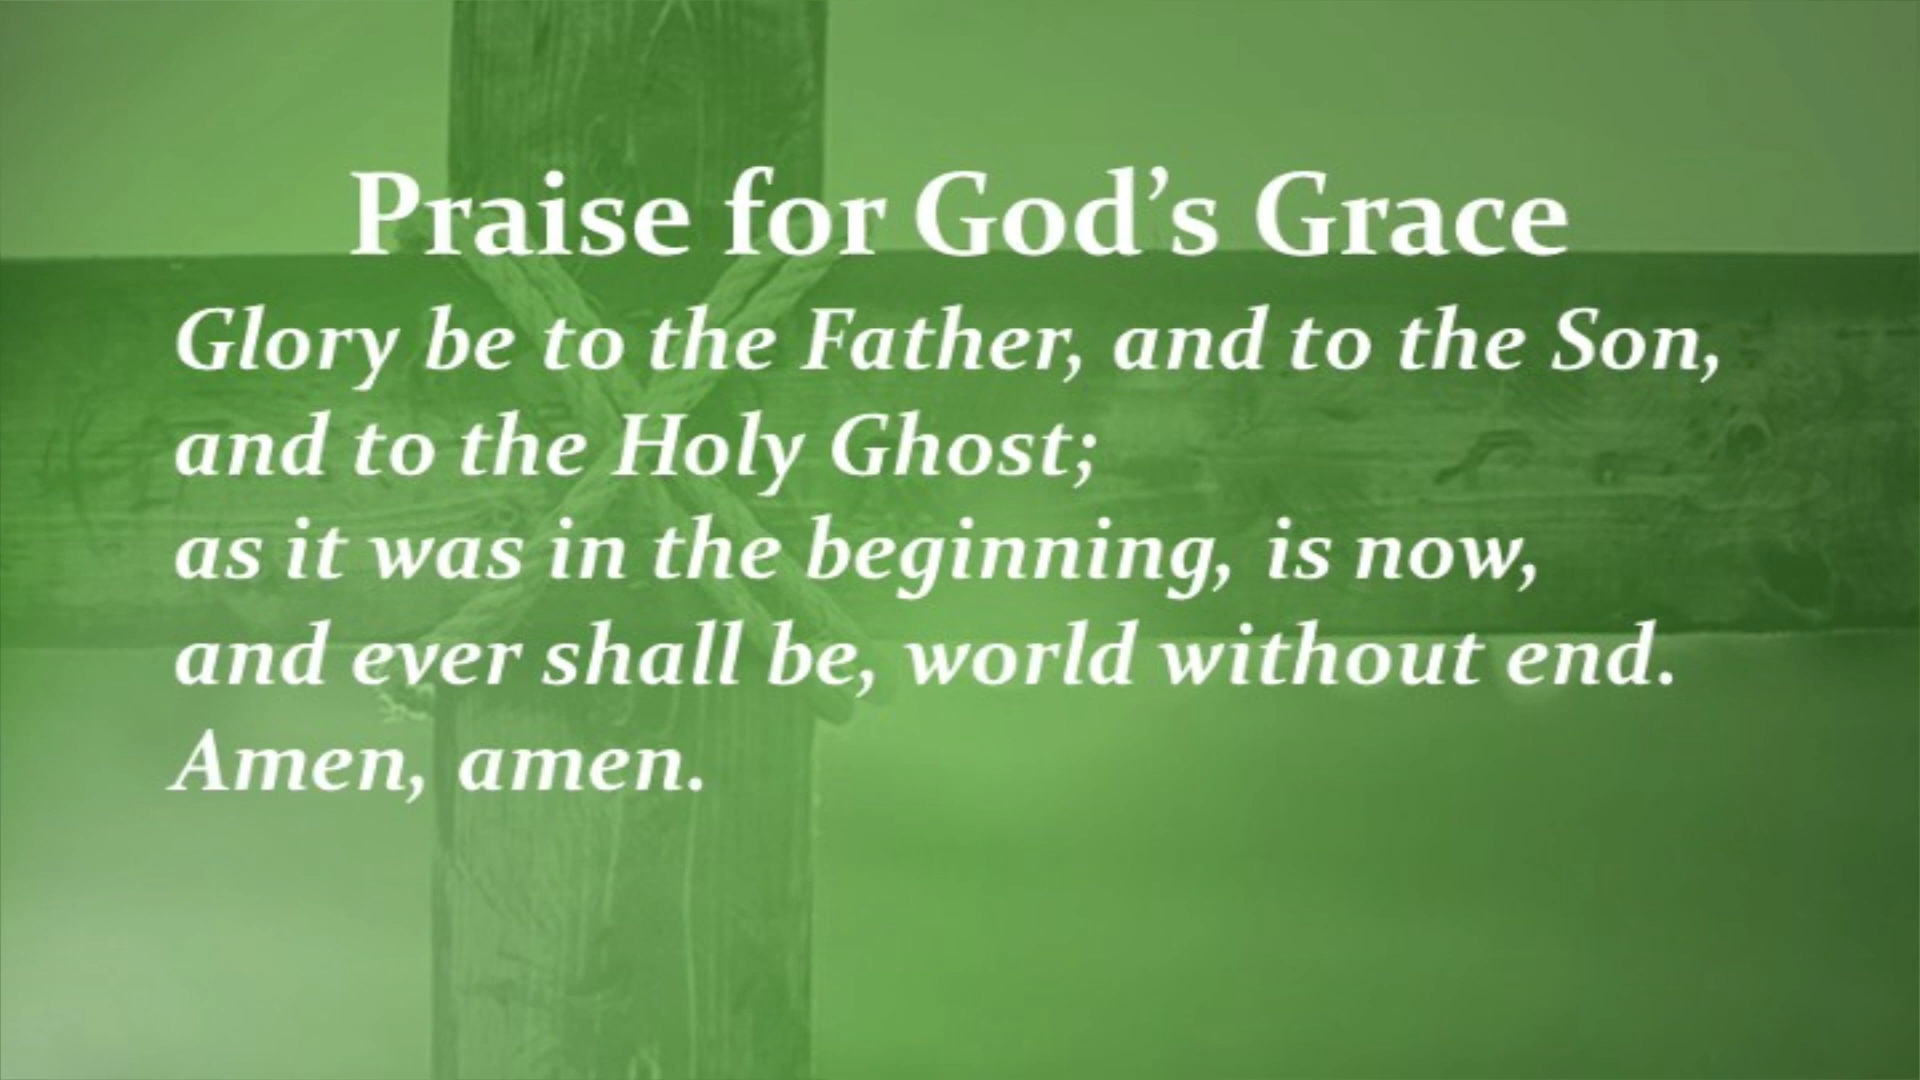 Praise for God’s Grace
Glory be to the Father, and to the Son,
and to the Holy Ghost;
as it was in the beginning, is now,
and ever shall be, world without end.
Amen, amen.